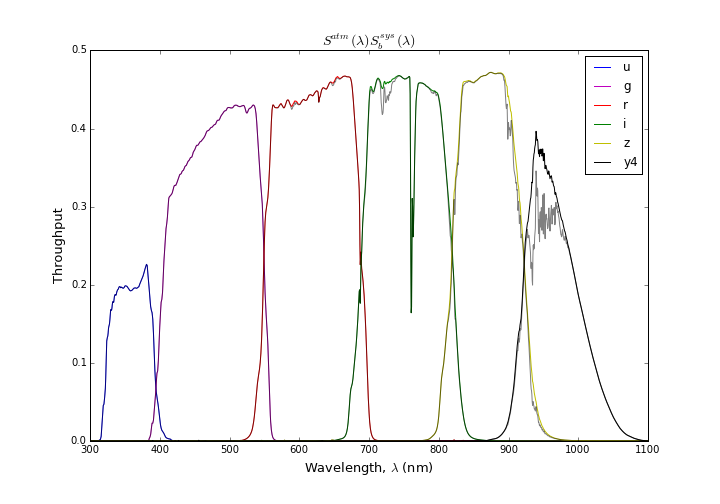 S^{atm}(λ)S_b^{sys}(λ)
0.5
0.4
0.3
0.2
0.1
0.0
Throughput
300 400 500 600 700 800 900 1000 1100
Wavelength, λ (nm)
u
g
r
i
z
y4